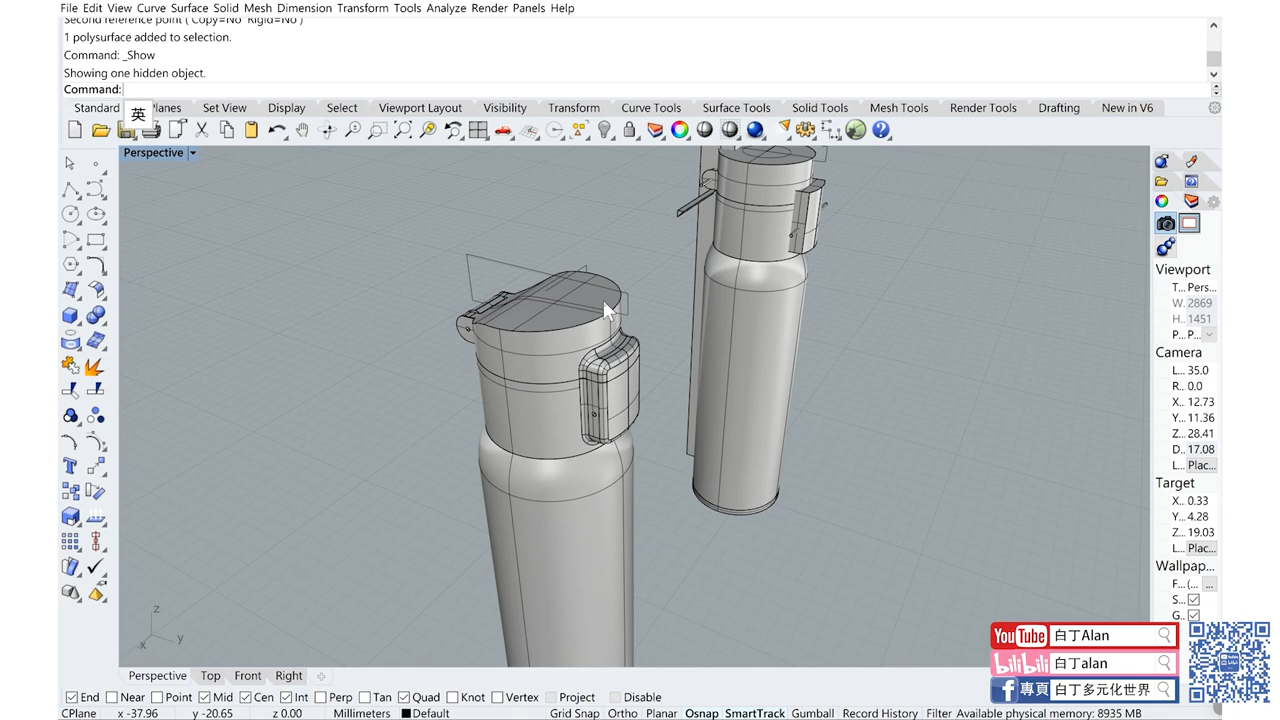 File Edit View Curve Surface Solid Mesh Dimension Transform Tools Analyze Render Panels Help
Second reference point ( Copy=No Rigid=No )
1 polysurface added to selection.
Command: _Show
Showing one hidden object.
Command:
Standard 英 Planes Set View Display Select Viewport Layout Visibility Transform Curve Tools Surface Tools Solid Tools Mesh Tools Render Tools Drafting New in V6
Perspective
Viewport
T... Pers...
W. 2869
H.. 1451
P... P...
Camera
L... 35.0
R... 0.0
X... 12.73
Y... 11.36
Z... 28.41
D.. 17.08
L... Plac...
Target
X... 0.33
Y... 4.28
Z... 19.03
L... Plac...
Wallpap...
F... (... ...
S...
G..
z
x y
YouTube 白丁Alan
bilibili 白丁alan
f 專頁 白丁多元化世界
Perspective Top Front Right
End Near Point Mid Cen Int Perp Tan Quad Knot Vertex Project Disable
CPlane x -37.96 y -20.65 z 0.00 Millimeters Default Grid Snap Ortho Planar Osnap SmartTrack Gumball Record History Filter Available physical memory: 8935 MB